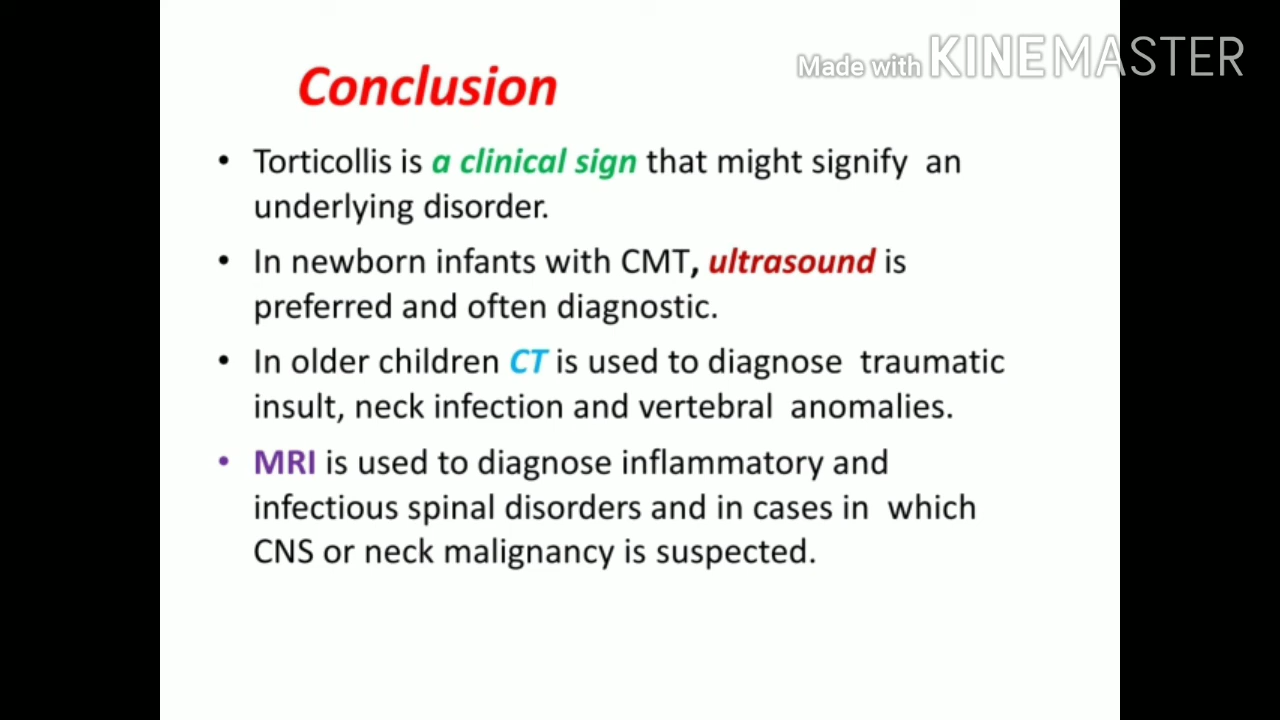 Made with KINEMASTER
Conclusion
• Torticollis is a clinical sign that might signify an
underlying disorder.
• In newborn infants with CMT, ultrasound is
preferred and often diagnostic.
• In older children CT is used to diagnose traumatic
insult, neck infection and vertebral anomalies.
• MRI is used to diagnose inflammatory and
infectious spinal disorders and in cases in which
CNS or neck malignancy is suspected.